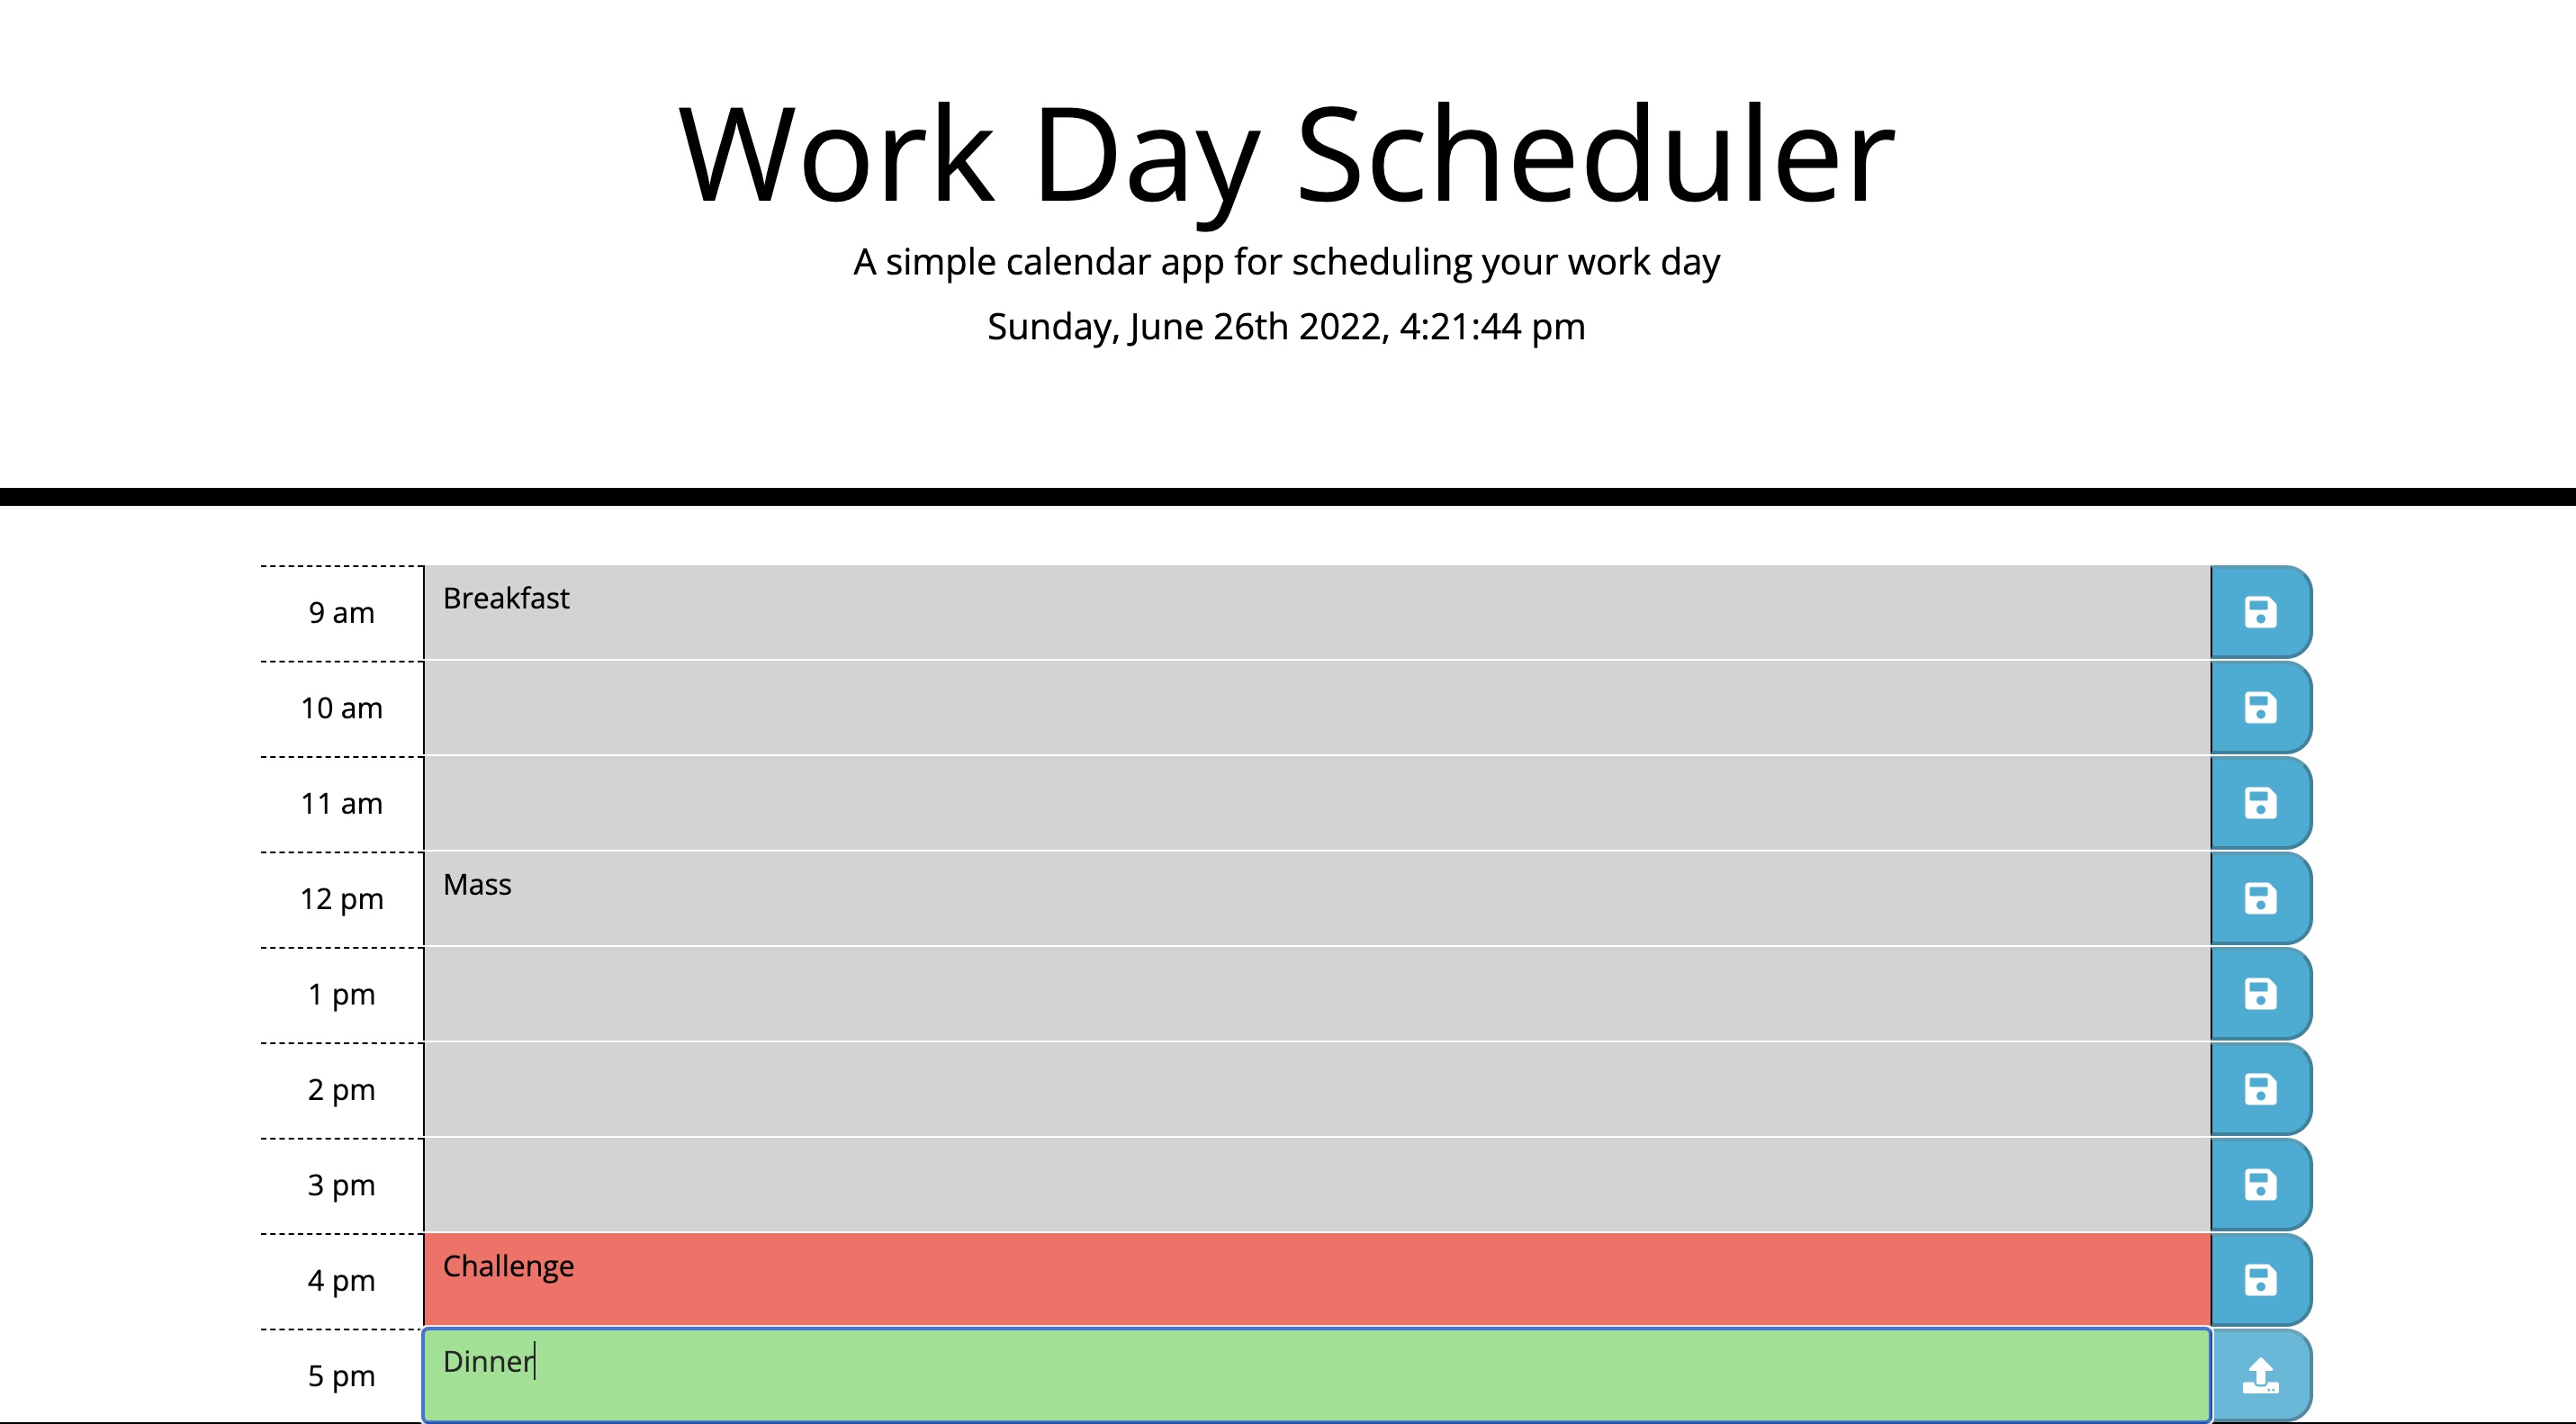 Work Day Scheduler
A simple calendar app for scheduling your work day
Sunday, June 26th 2022, 4:21:44 pm
9 am Breakfast
10 am
11 am
12 pm Mass
1 pm
2 pm
3 pm
4 pm Challenge
5 pm Dinner